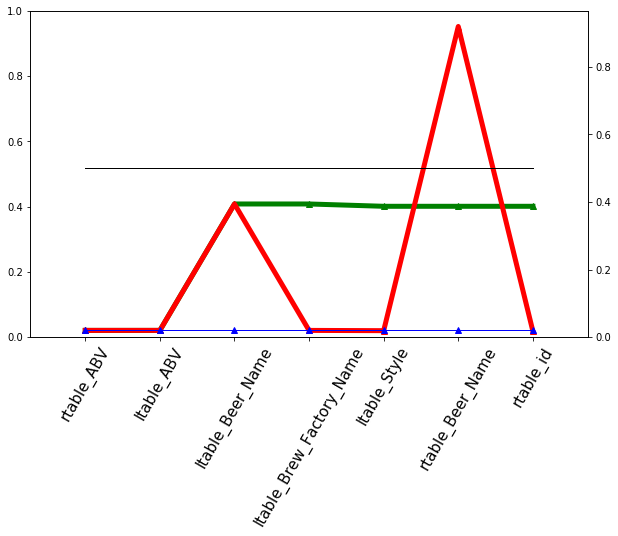 1.0
0.8
0.6
0.4
0.2
0.0
0.8
0.6
0.4
0.2
0.0
rtable_ABV
ltable_ABV
ltable_Beer_Name
ltable_Brew_Factory_Name
ltable_Style
rtable_Beer_Name
rtable_id